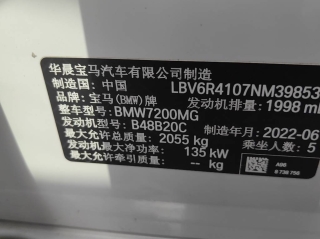 华晨宝马汽车有限公司制造
制造国：中国 LBV6R4107NM39853
品牌：宝马(BMW)牌 发动机排量：1998 ml
整车型号：BMW7200MG
发动机型号：B48B20C 制造年月：2022-06
最大允许总质量：2055 kg 乘坐人数：5
发动机最大净功率：135 kW
最大允许牵引质量：-- kg